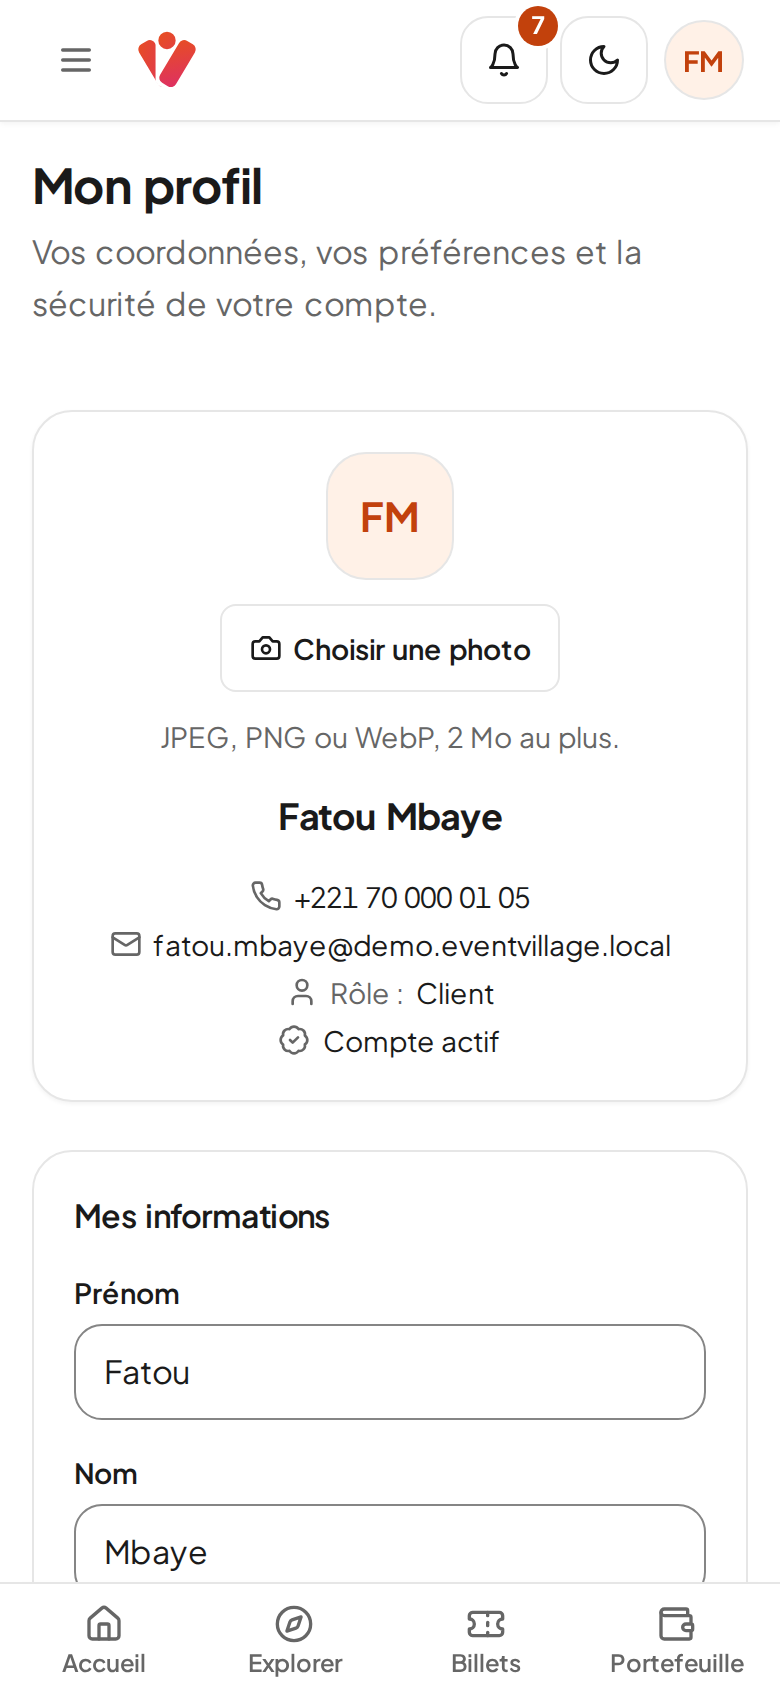 7
FM
Mon profil
Vos coordonnées, vos préférences et la
sécurité de votre compte.
FM
Choisir une photo
JPEG, PNG ou WebP, 2 Mo au plus.
Fatou Mbaye
+221 70 000 01 05
fatou.mbaye@demo.eventvillage.local
Rôle : Client
Compte actif
Mes informations
Prénom
Fatou
Nom
Mbaye
Accueil Explorer Billets Portefeuille